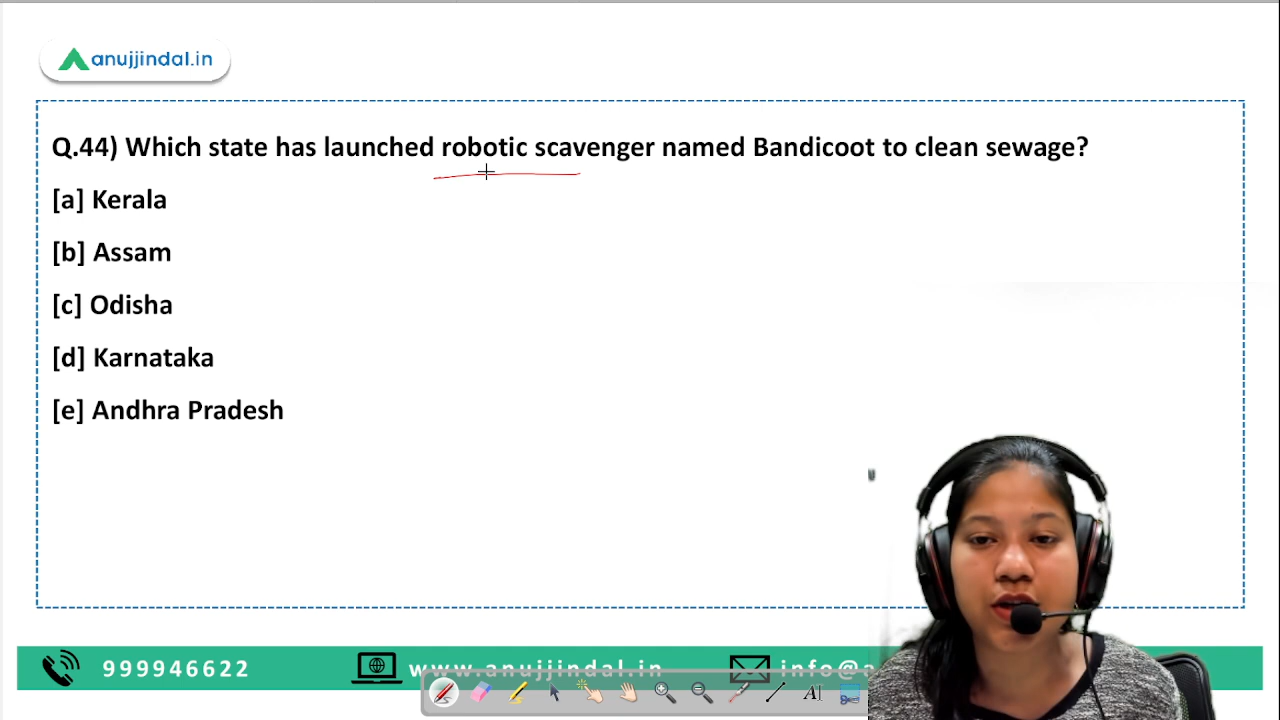 anujjindal.in
Q.44) Which state has launched robotic scavenger named Bandicoot to clean sewage?
[a] Kerala
[b] Assam
[c] Odisha
[d] Karnataka
[e] Andhra Pradesh
999946622 www.anujjindal.in info@a